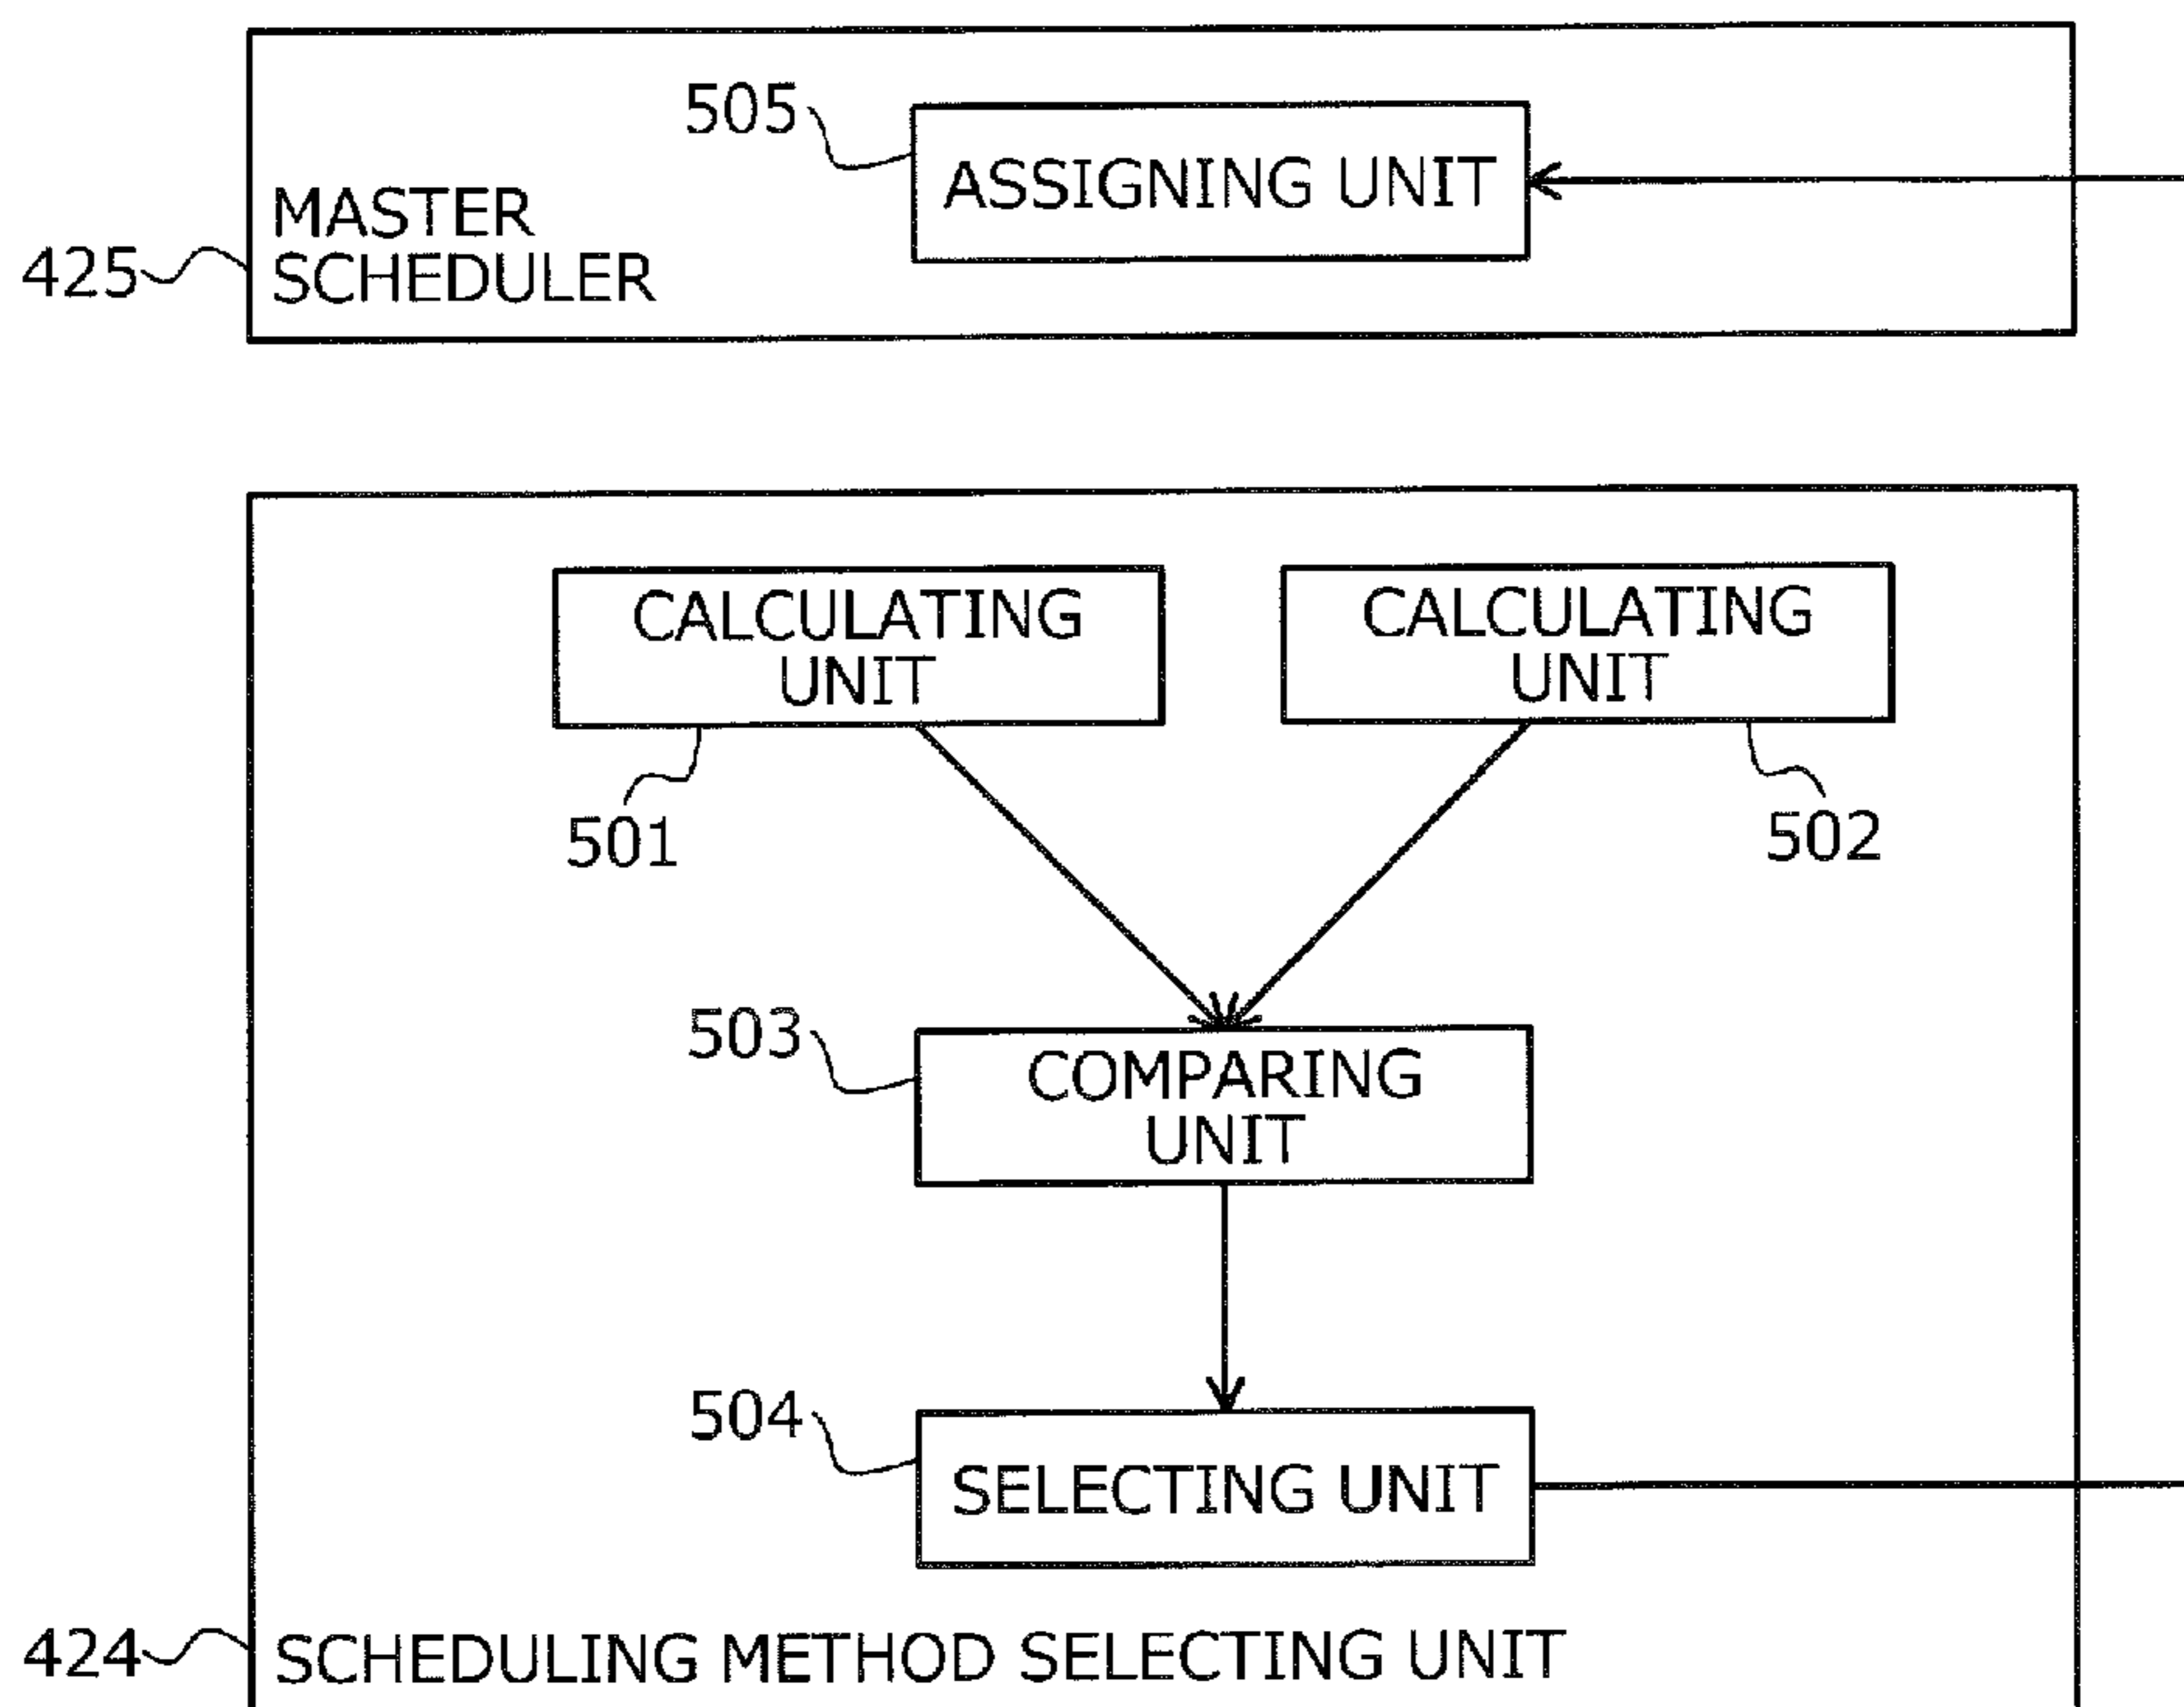 505
ASSIGNING UNIT
MASTER
SCHEDULER
425
CALCULATING
UNIT
CALCULATING
UNIT
501
502
503
COMPARING
UNIT
504
SELECTING UNIT
424
SCHEDULING METHOD SELECTING UNIT